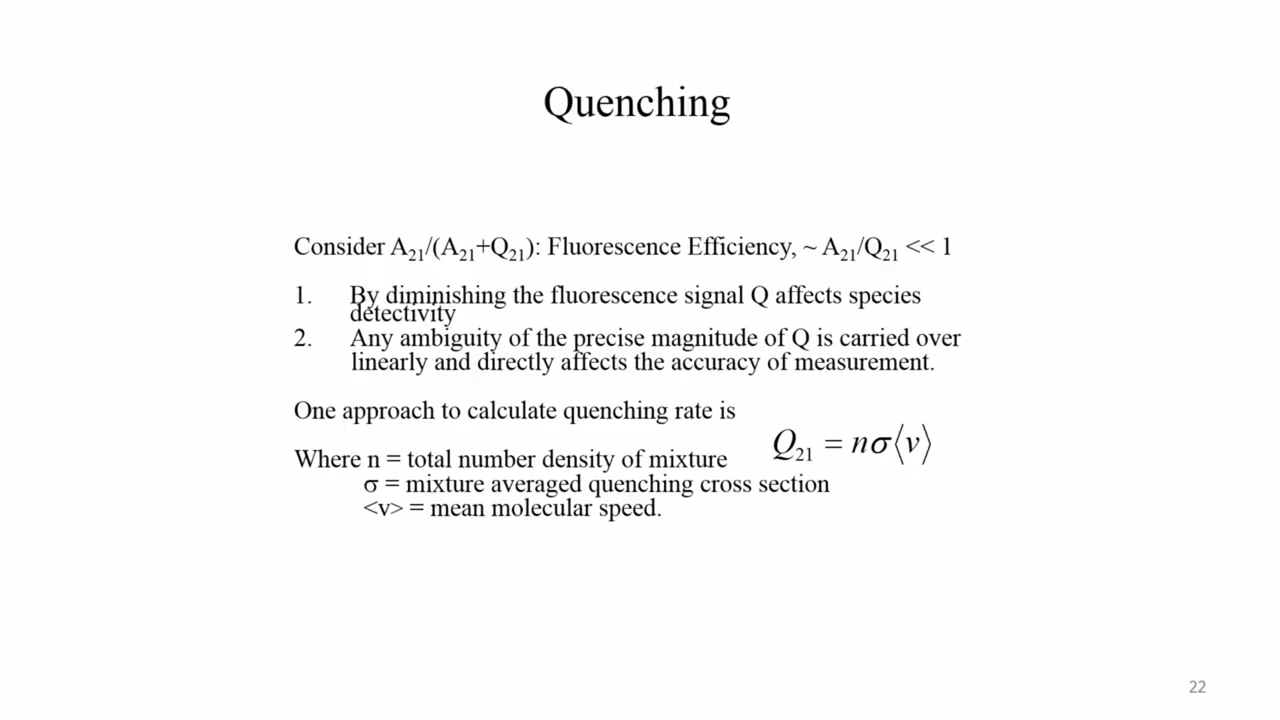 Quenching
Consider A₂₁/(A₂₁+Q₂₁): Fluorescence Efficiency, ~ A₂₁/Q₂₁ << 1
1. By diminishing the fluorescence signal Q affects species
detectivity
2. Any ambiguity of the precise magnitude of Q is carried over
linearly and directly affects the accuracy of measurement.
One approach to calculate quenching rate is
Q₂₁ = nσ⟨v⟩
Where n = total number density of mixture
σ = mixture averaged quenching cross section
<v> = mean molecular speed.
22